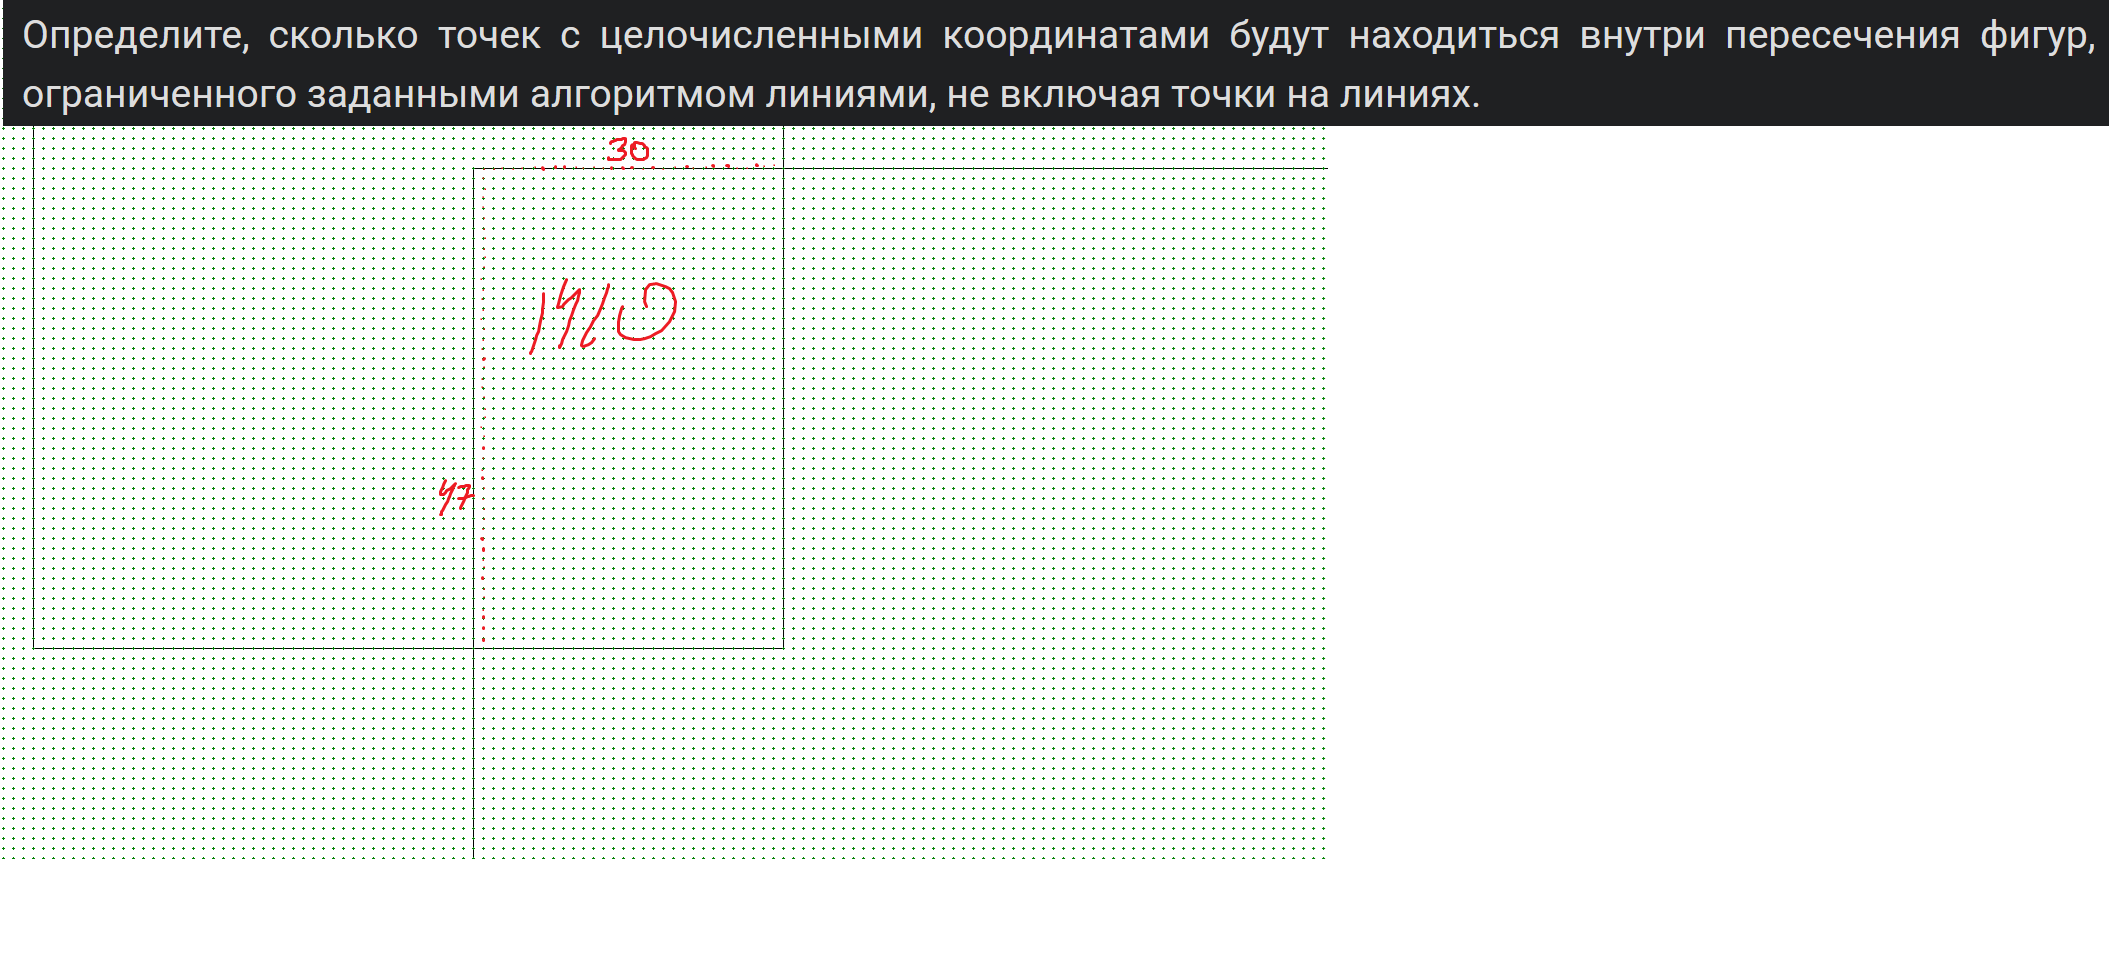 Определите, сколько точек с целочисленными координатами будут находиться внутри пересечения фигур,
ограниченного заданными алгоритмом линиями, не включая точки на линиях.
30
47